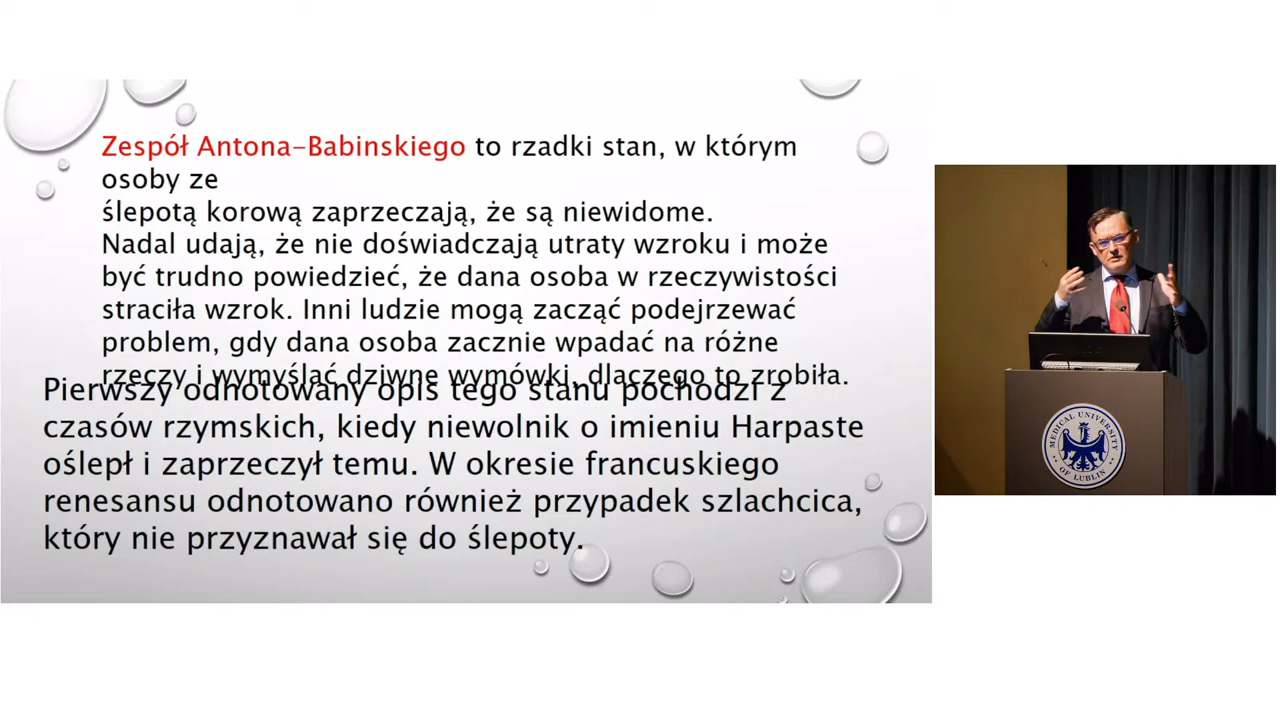 Zespół Antona-Babinskiego to rzadki stan, w którym
osoby ze
ślepotą korową zaprzeczają, że są niewidome.
Nadal udają, że nie doświadczają utraty wzroku i może
być trudno powiedzieć, że dana osoba w rzeczywistości
straciła wzrok. Inni ludzie mogą zacząć podejrzewać
problem, gdy dana osoba zacznie wpadać na różne
rzeczy i wymyślać dziwne wymówki, dlaczego to zrobiła.
Pierwszy odnotowany opis tego stanu pochodzi z
czasów rzymskich, kiedy niewolnik o imieniu Harpaste
oślepł i zaprzeczył temu. W okresie francuskiego
renesansu odnotowano również przypadek szlachcica,
który nie przyznawał się do ślepoty.
MEDICAL UNIVERSITY
OF LUBLIN